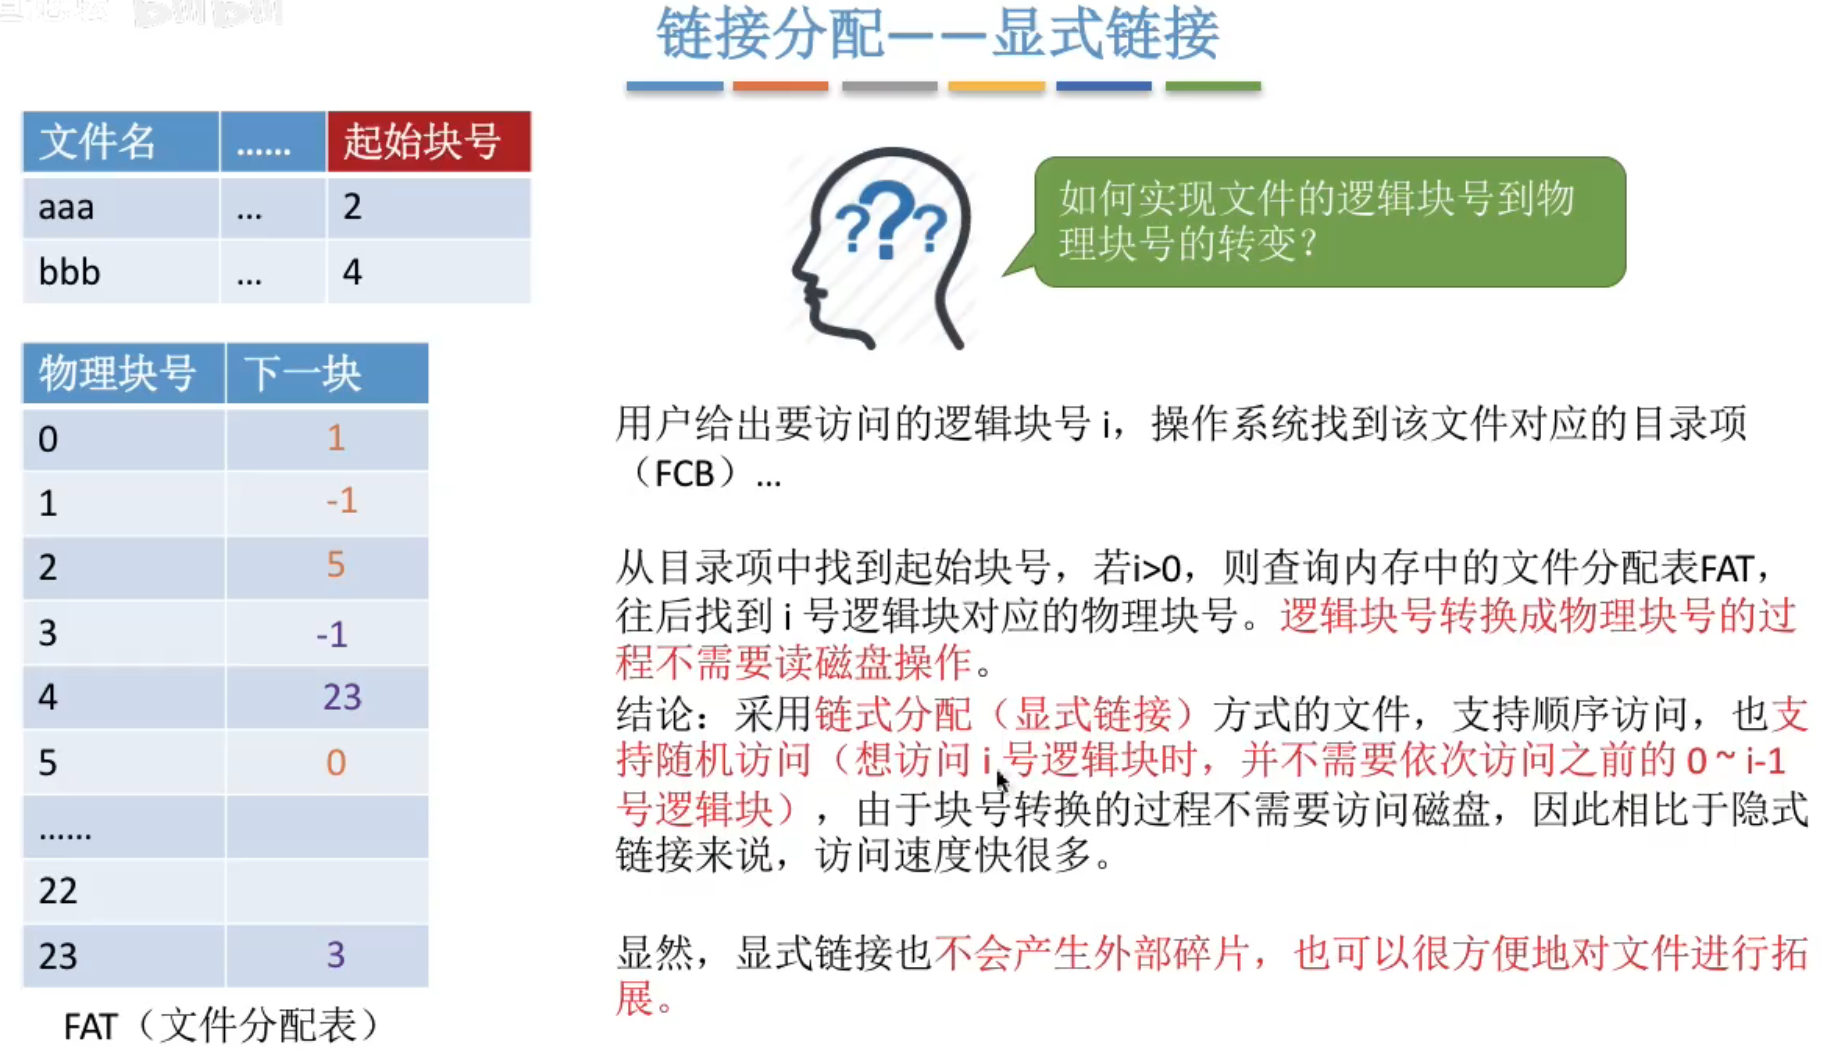 链接分配——显式链接
文件名 …… 起始块号
aaa … 2
bbb … 4
???
如何实现文件的逻辑块号到物
理块号的转变？
物理块号 下一块
0 1
1 -1
2 5
3 -1
4 23
5 0
……
22
23 3
FAT（文件分配表）
用户给出要访问的逻辑块号 i，操作系统找到该文件对应的目录项
（FCB）…
从目录项中找到起始块号，若i>0，则查询内存中的文件分配表FAT，
往后找到 i 号逻辑块对应的物理块号。逻辑块号转换成物理块号的过
程不需要读磁盘操作。
结论：采用链式分配（显式链接）方式的文件，支持顺序访问，也支
持随机访问（想访问 i 号逻辑块时，并不需要依次访问之前的 0 ~ i-1
号逻辑块），由于块号转换的过程不需要访问磁盘，因此相比于隐式
链接来说，访问速度快很多。
显然，显式链接也不会产生外部碎片，也可以很方便地对文件进行拓
展。